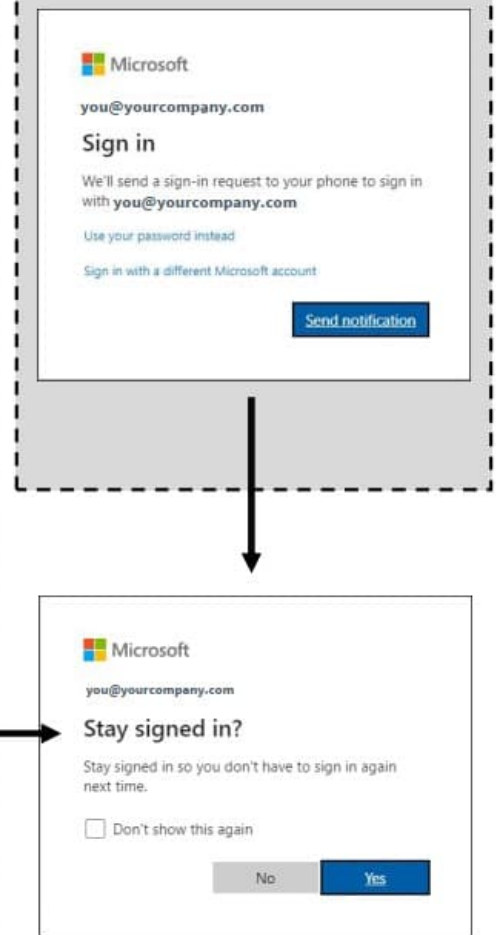 Microsoft
you@yourcompany.com
Sign in
We'll send a sign-in request to your phone to sign in
with you@yourcompany.com
Use your password instead
Sign in with a different Microsoft account
Send notification
Microsoft
you@yourcompany.com
Stay signed in?
Stay signed in so you don't have to sign in again
next time.
Don't show this again
No
Yes